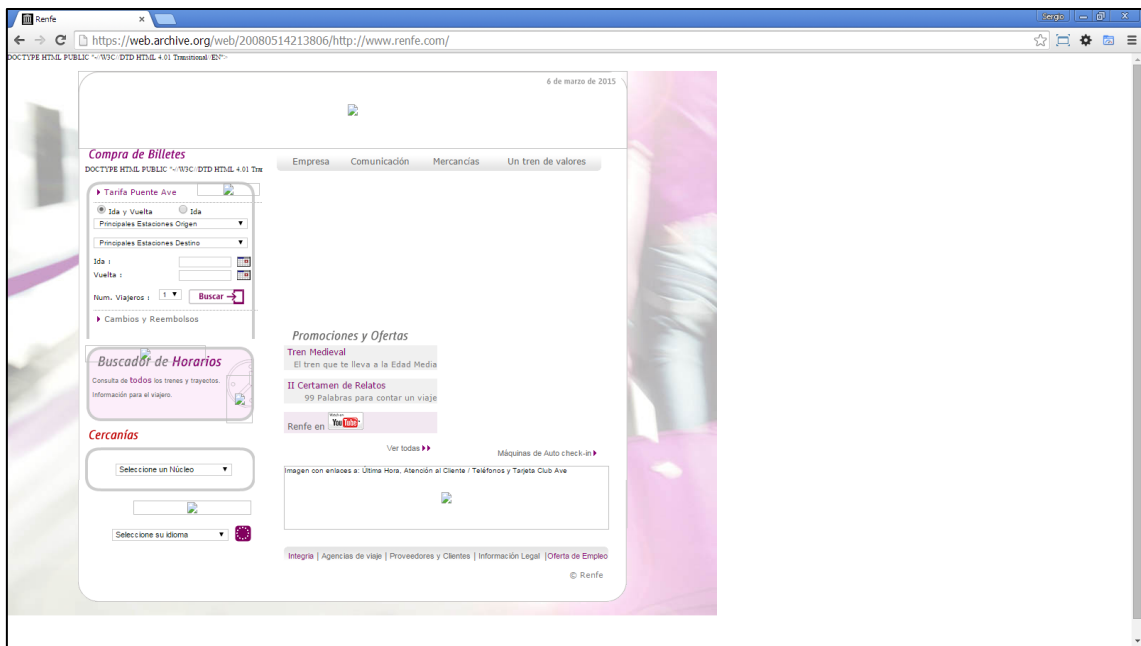 Renfe
Sergio
https://web.archive.org/web/20080514213806/http://www.renfe.com/
DOCTYPE HTML PUBLIC "-//W3C//DTD HTML 4.01 Transitional//EN">
6 de marzo de 2015
Compra de Billetes
DOCTYPE HTML PUBLIC "-//W3C//DTD HTML 4.01 Tra
Empresa Comunicación Mercancías Un tren de valores
Tarifa Puente Ave
Ida y Vuelta Ida
Principales Estaciones Origen
Principales Estaciones Destino
Ida :
Vuelta :
Num. Viajeros : 1 Buscar
Cambios y Reembolsos
Buscador de Horarios
Consulta de todos los trenes y trayectos.
Información para el viajero.
Cercanías
Seleccione un Núcleo
Seleccione su idioma
Promociones y Ofertas
Tren Medieval
El tren que te lleva a la Edad Media
II Certamen de Relatos
99 Palabras para contar un viaje
Renfe en YouTube
Ver todas
Máquinas de Auto check-in
Imagen con enlaces a: Última Hora, Atención al Cliente / Teléfonos y Tarjeta Club Ave
Integria | Agencias de viaje | Proveedores y Clientes | Información Legal | Oferta de Empleo
© Renfe